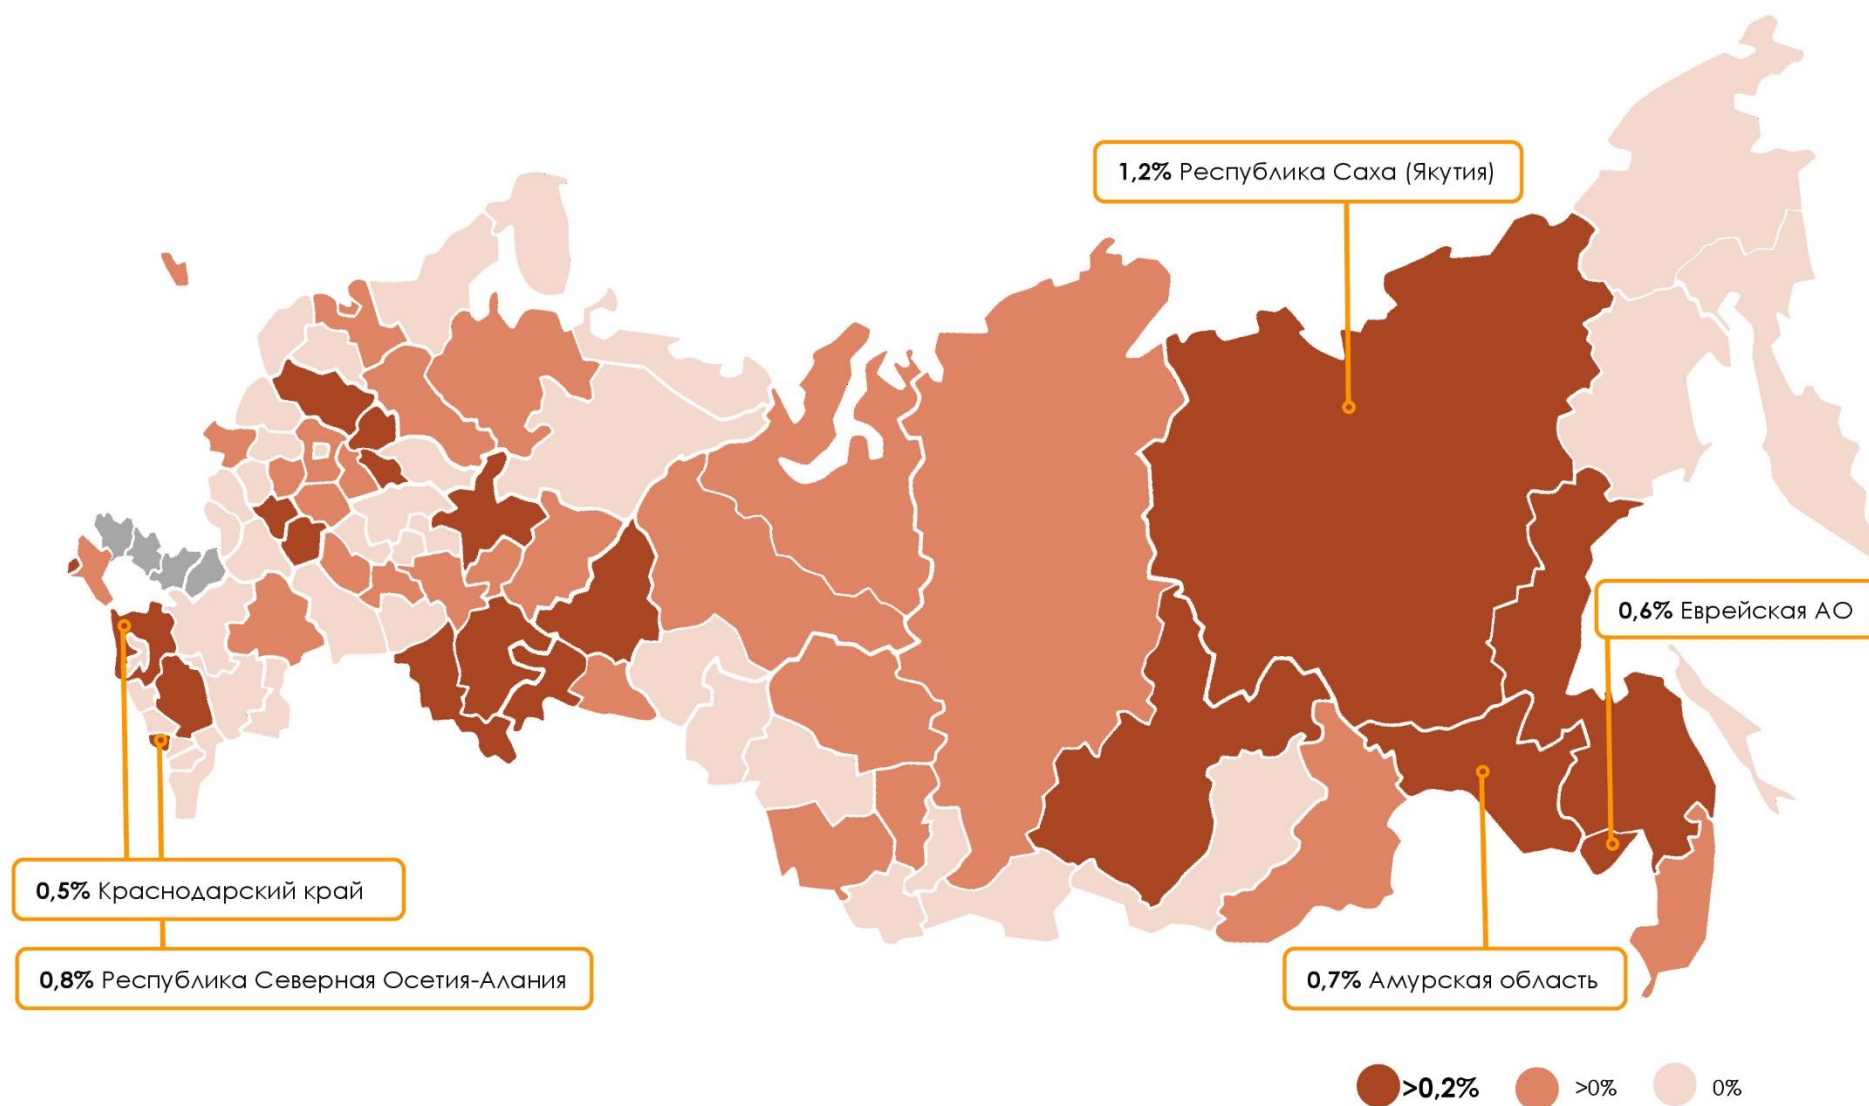 1,2% Республика Саха (Якутия)
0,6% Еврейская АО
0,5% Краснодарский край
0,8% Республика Северная Осетия-Алания
0,7% Амурская область
>0,2%
>0%
0%